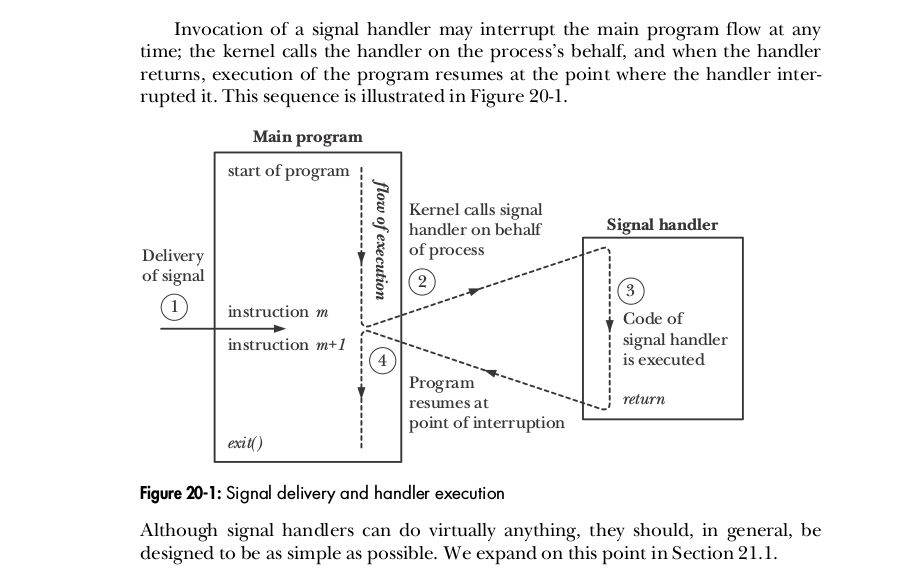 Invocation of a signal handler may interrupt the main program flow at any
time; the kernel calls the handler on the process’s behalf, and when the handler
returns, execution of the program resumes at the point where the handler inter-
rupted it. This sequence is illustrated in Figure 20-1.
Main program
start of program
flow of execution
Kernel calls signal
handler on behalf
of process
2
Signal handler
Delivery
of signal
1
instruction m
instruction m+1
3
Code of
signal handler
is executed
return
4
Program
resumes at
point of interruption
exit()
Figure 20-1: Signal delivery and handler execution
Although signal handlers can do virtually anything, they should, in general, be
designed to be as simple as possible. We expand on this point in Section 21.1.